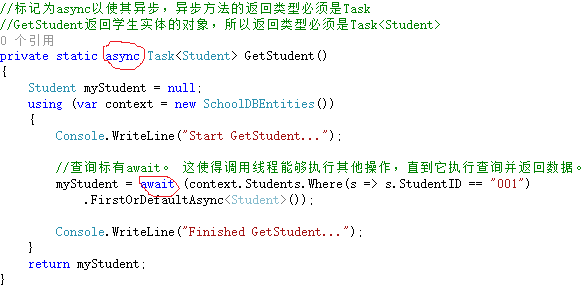 //标记为async以使其异步，异步方法的返回类型必须是Task
//GetStudent返回学生实体的对象，所以返回类型必须是Task<Student>
0 个引用
private static async Task<Student> GetStudent()
{
    Student myStudent = null;
    using (var context = new SchoolDBEntities())
    {
        Console.WriteLine("Start GetStudent...");

        //查询标有await。 这使得调用线程能够执行其他操作，直到它执行查询并返回数据。
        myStudent = await (context.Students.Where(s => s.StudentID == "001")
            .FirstOrDefaultAsync<Student>());

        Console.WriteLine("Finished GetStudent...");
    }
    return myStudent;
}